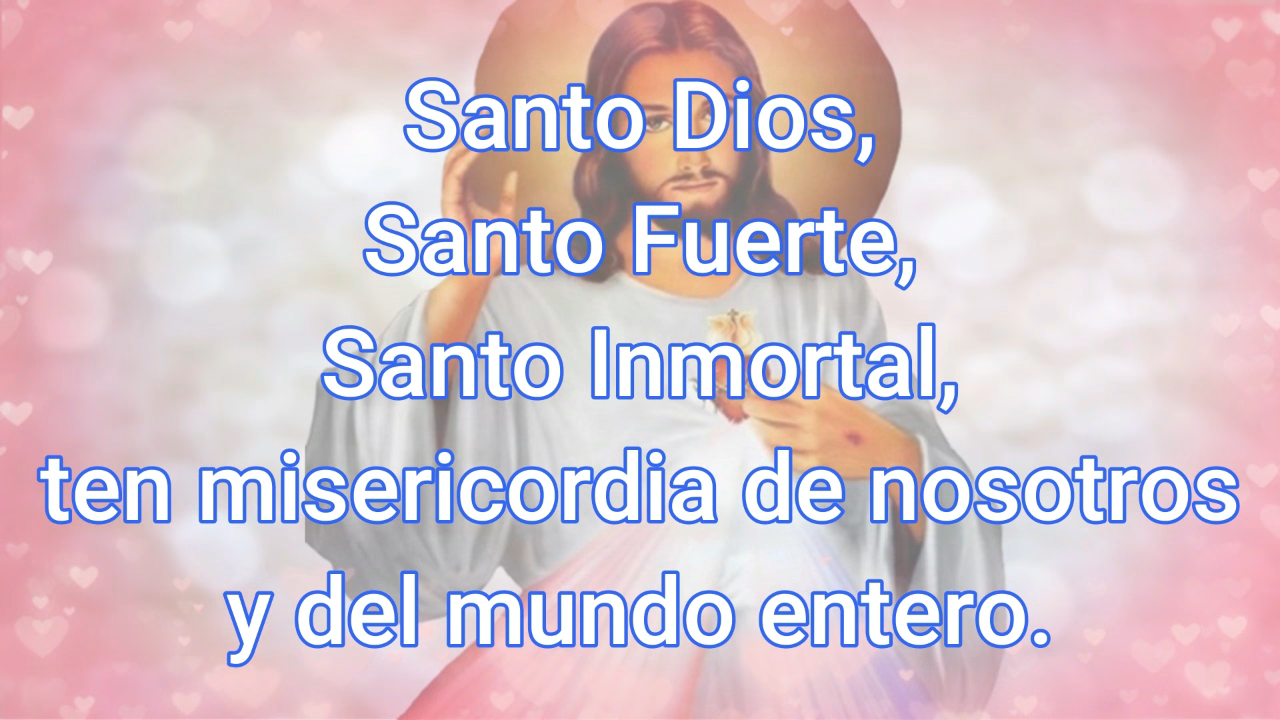 Santo Dios,
Santo Fuerte,
Santo Inmortal,
ten misericordia de nosotros
y del mundo entero.